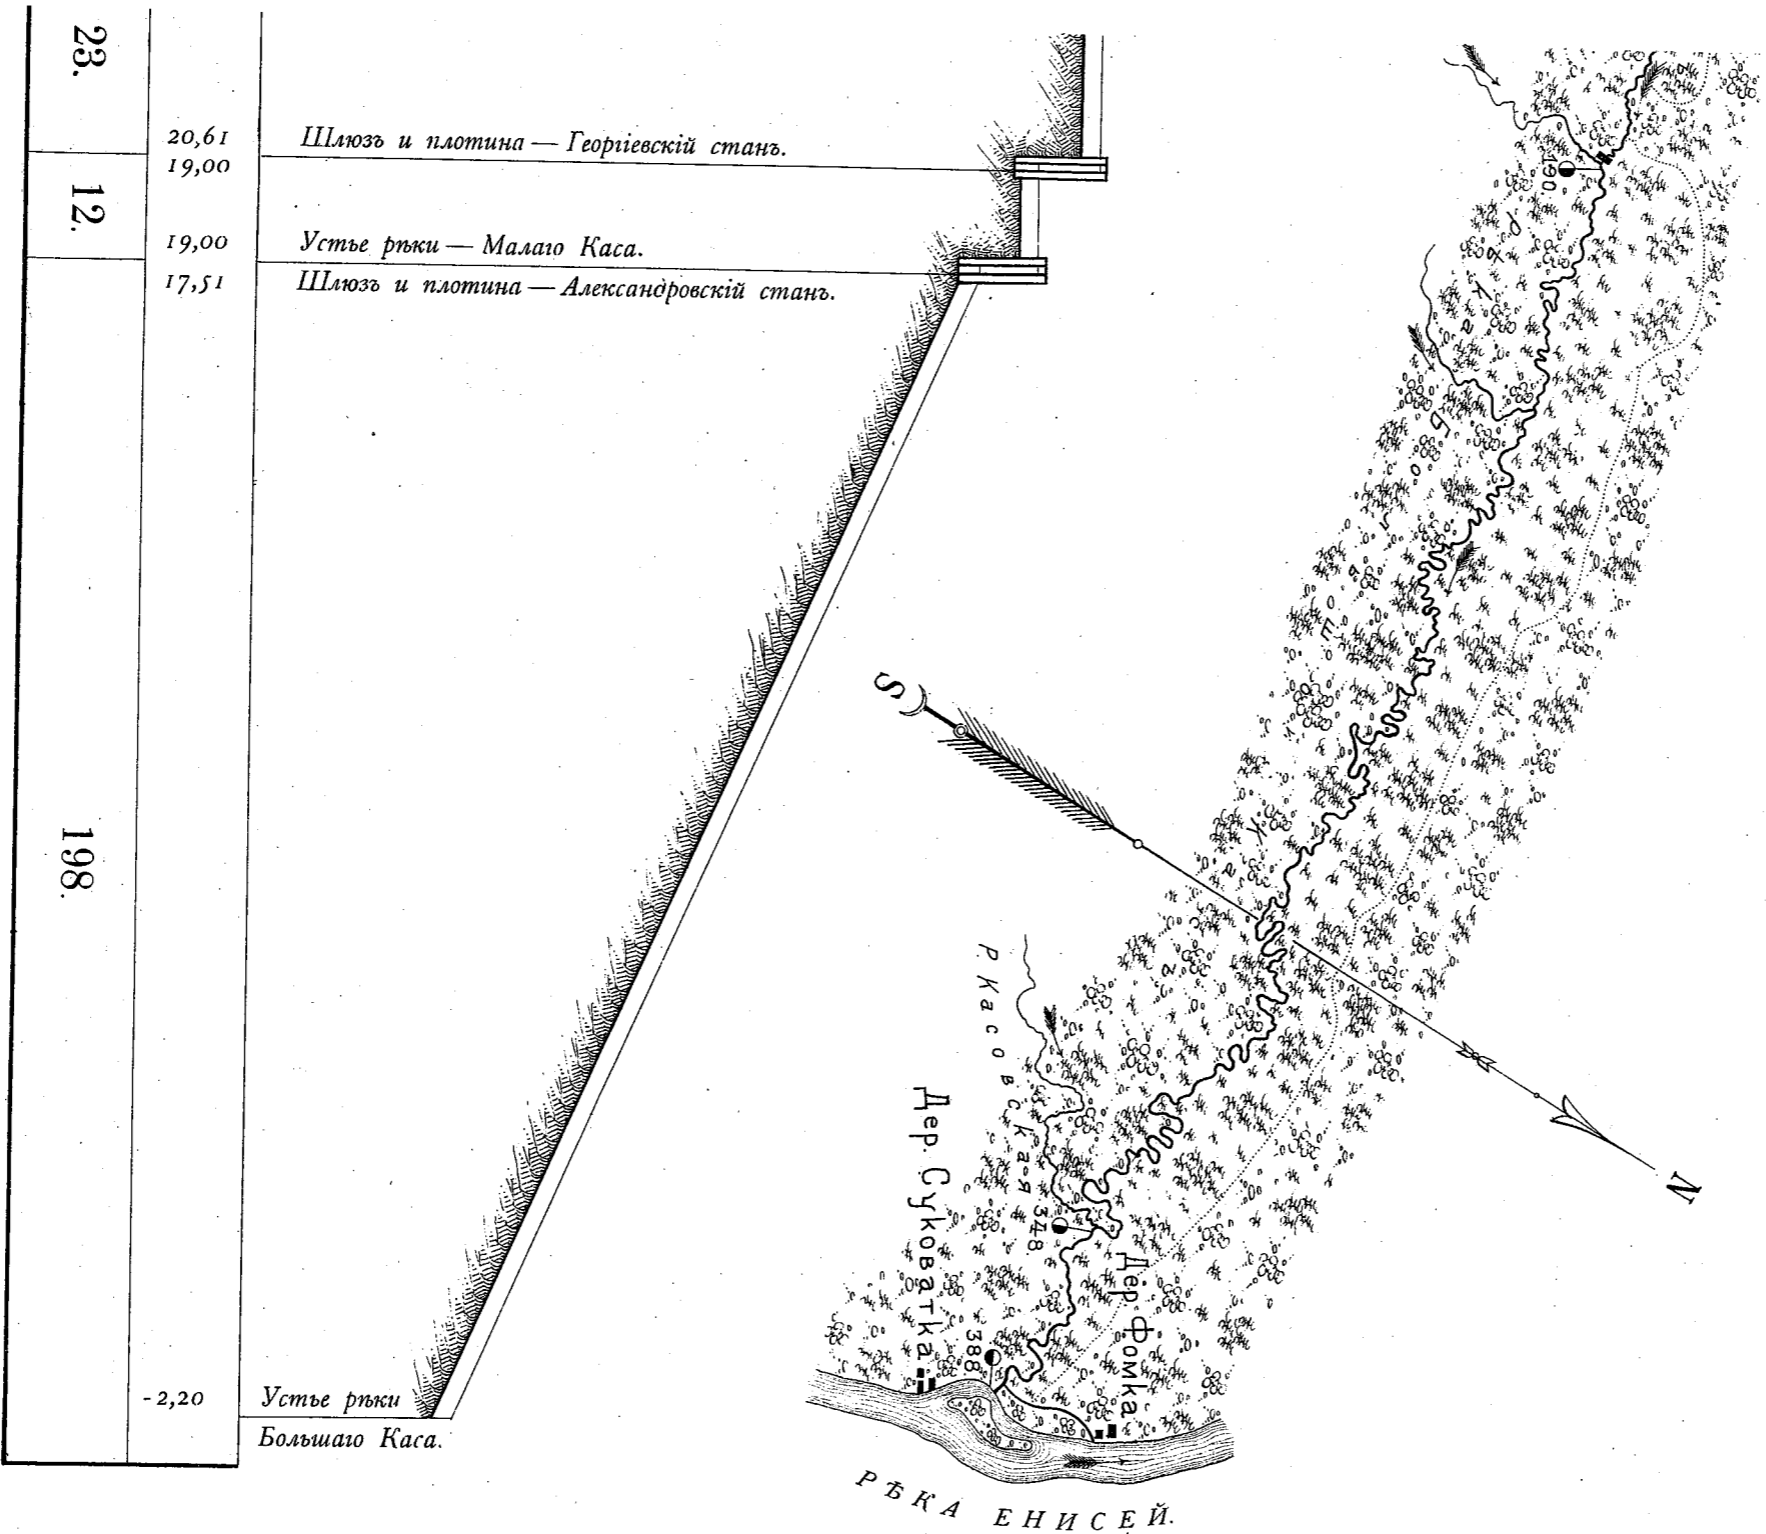 23.
20,61
Шлюзъ и плотина — Георгіевскій станъ.
19,00
12.
19,00
Устье рѣки — Малаго Каса.
17,51
Шлюзъ и плотина — Александровскій станъ.
198.
-2,20
Устье рѣки
Большаго Каса.
190.
S
N
Р. Касовская
348
Дер. Суковатка
388
Дер. Фомка
РѢКА ЕНИСЕЙ.